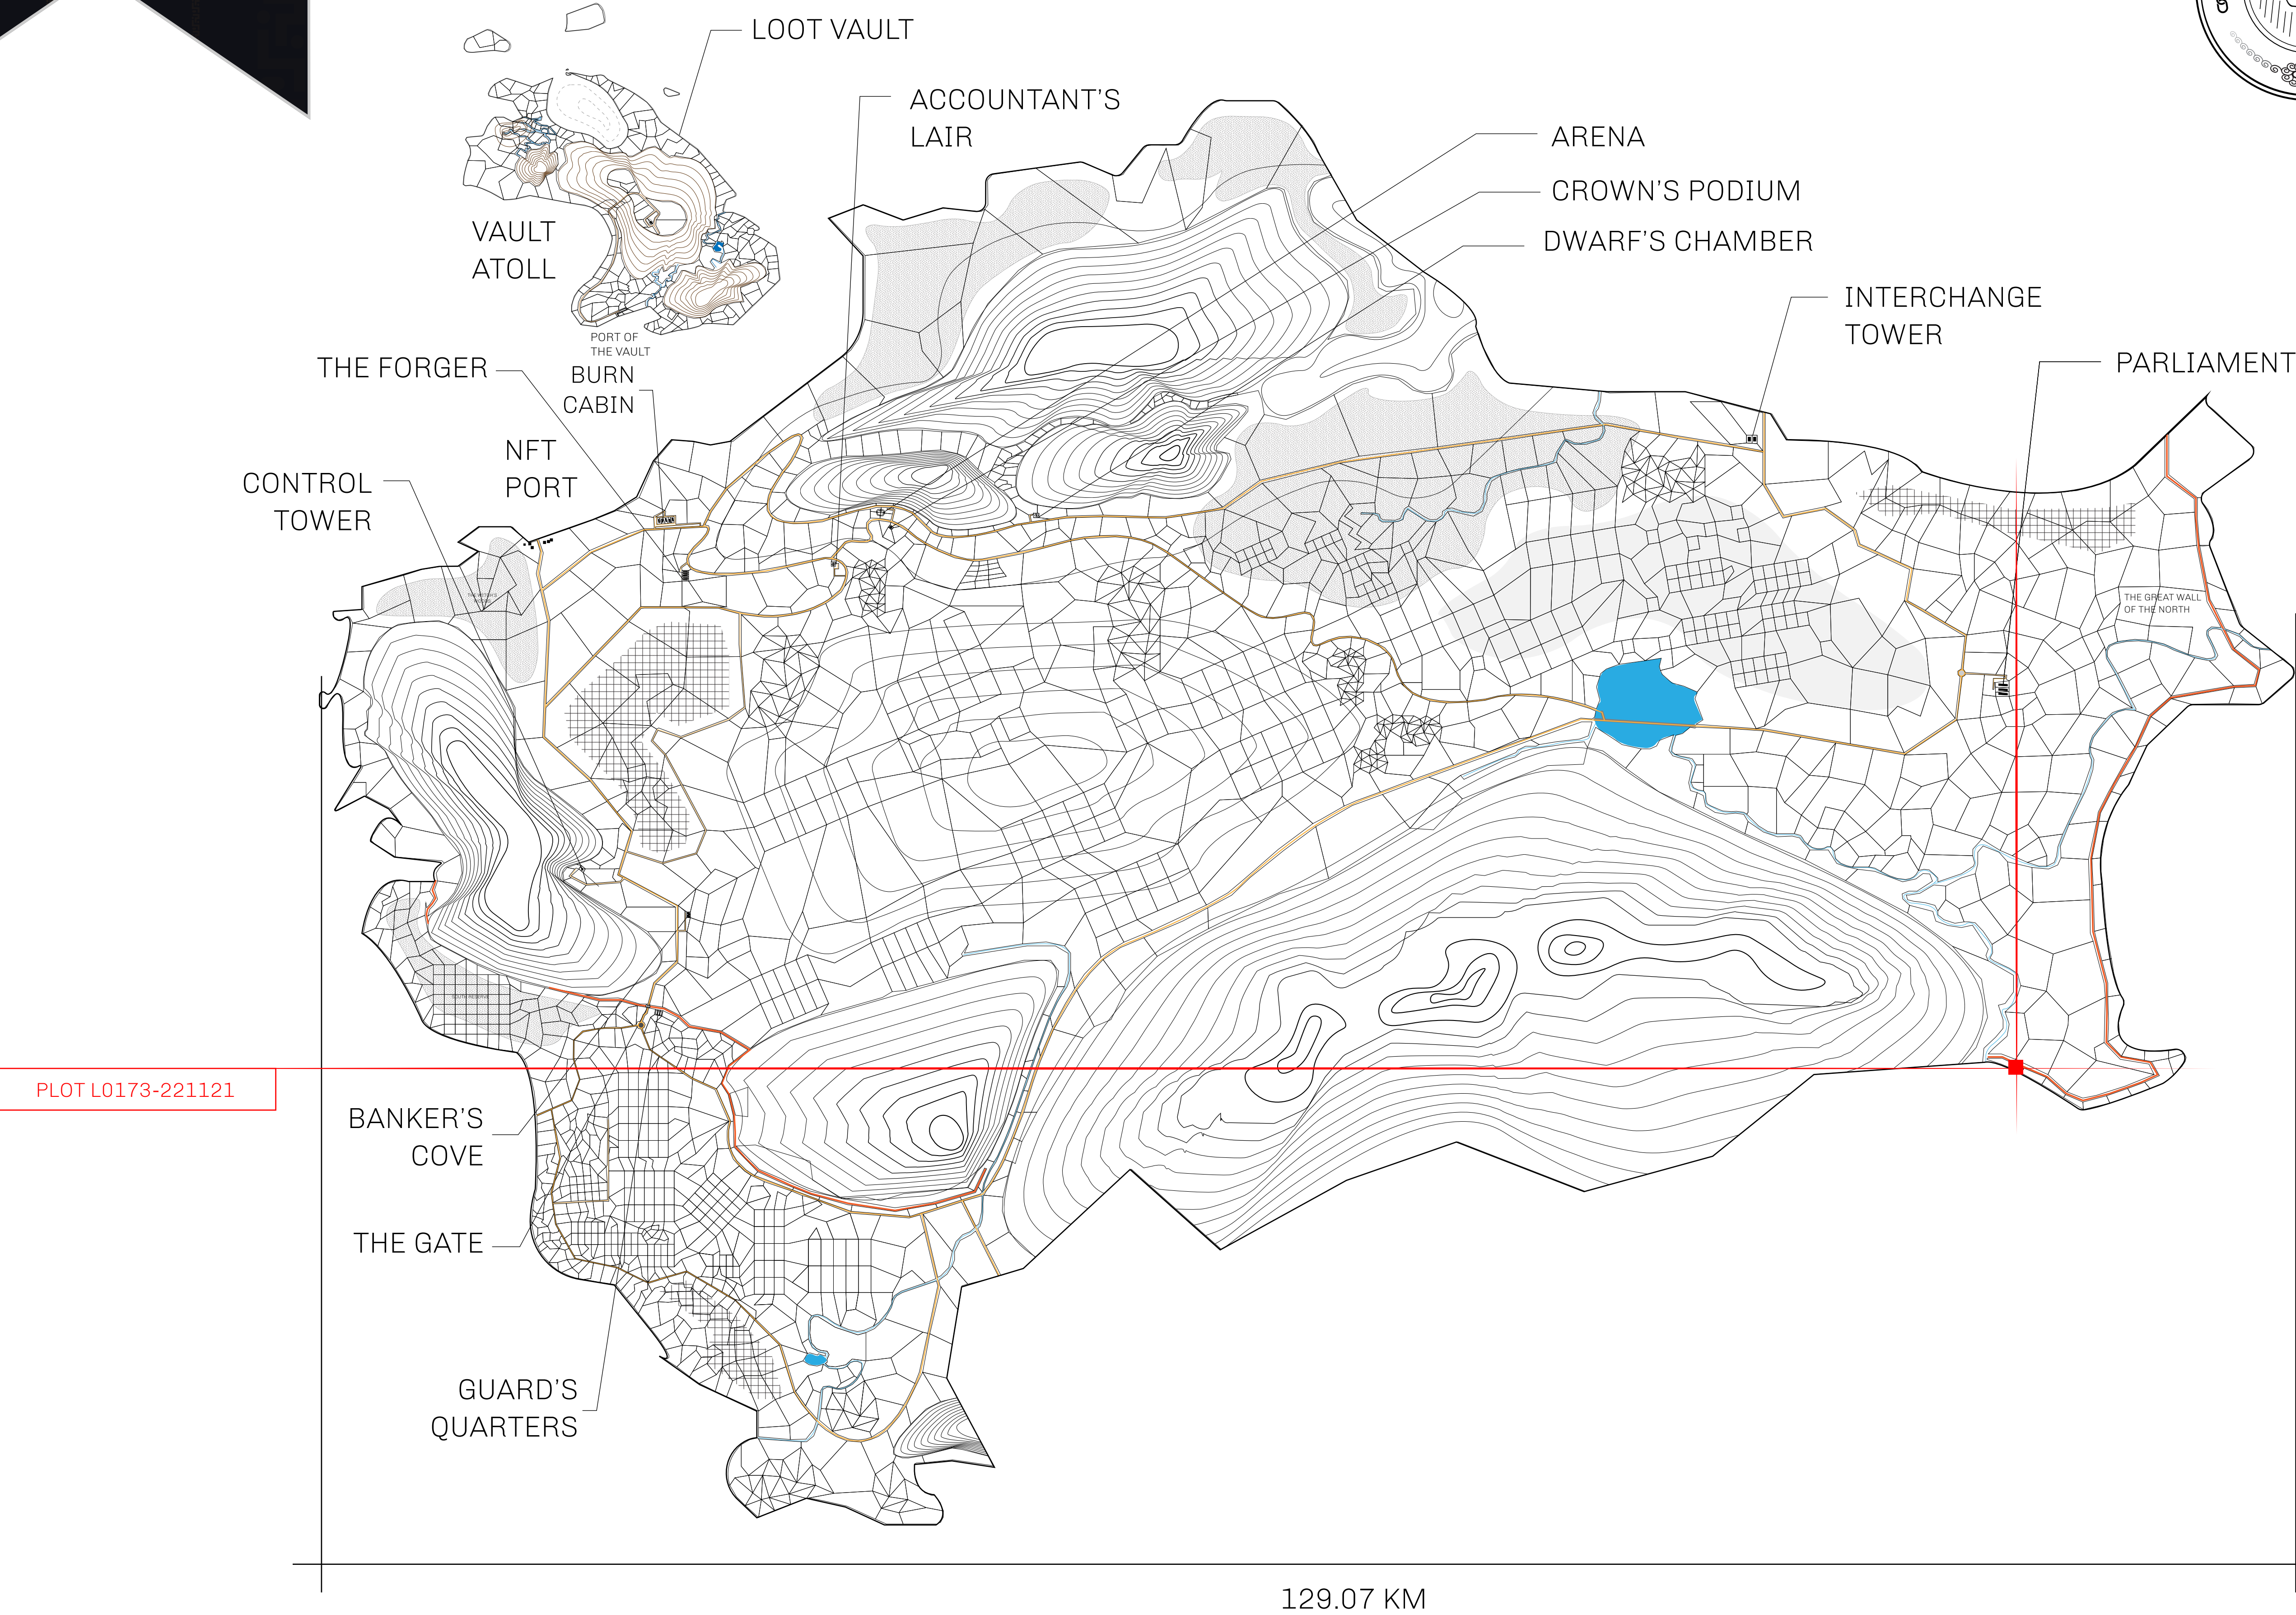 LOOT VAULT
ACCOUNTANT'S
LAIR
ARENA
CROWN'S PODIUM
DWARF'S CHAMBER
VAULT
ATOLL
INTERCHANGE
TOWER
PORT OF
THE VAULT
PARLIAMENT
THE FORGER
BURN
CABIN
NFT
PORT
CONTROL
TOWER
THE GREAT WALL
OF THE NORTH
SOUTH RESERVE
PLOT L0173-221121
BANKER'S
COVE
THE GATE
GUARD'S
QUARTERS
129.07 KM